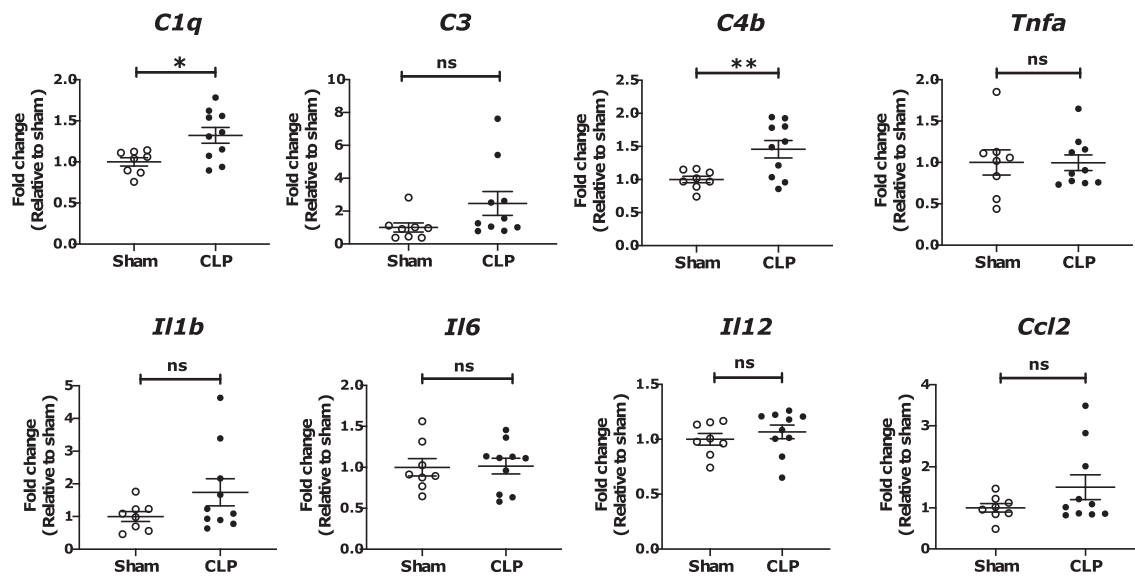 C1q
*
Fold change
(Relative to sham)
2.0
1.5
1.0
0.5
0.0
Sham CLP
C3
ns
Fold change
(Relative to sham)
10
8
6
4
2
0
Sham CLP
C4b
**
Fold change
(Relative to sham)
2.5
2.0
1.5
1.0
0.5
0.0
Sham CLP
Tnfa
ns
Fold change
(Relative to sham)
2.0
1.5
1.0
0.5
0.0
Sham CLP
Il1b
ns
Fold change
(Relative to sham)
5
4
3
2
1
0
Sham CLP
Il6
ns
Fold change
(Relative to sham)
2.0
1.5
1.0
0.5
0.0
Sham CLP
Il12
ns
Fold change
(Relative to sham)
1.5
1.0
0.5
0.0
Sham CLP
Ccl2
ns
Fold change
(Relative to sham)
4
3
2
1
0
Sham CLP